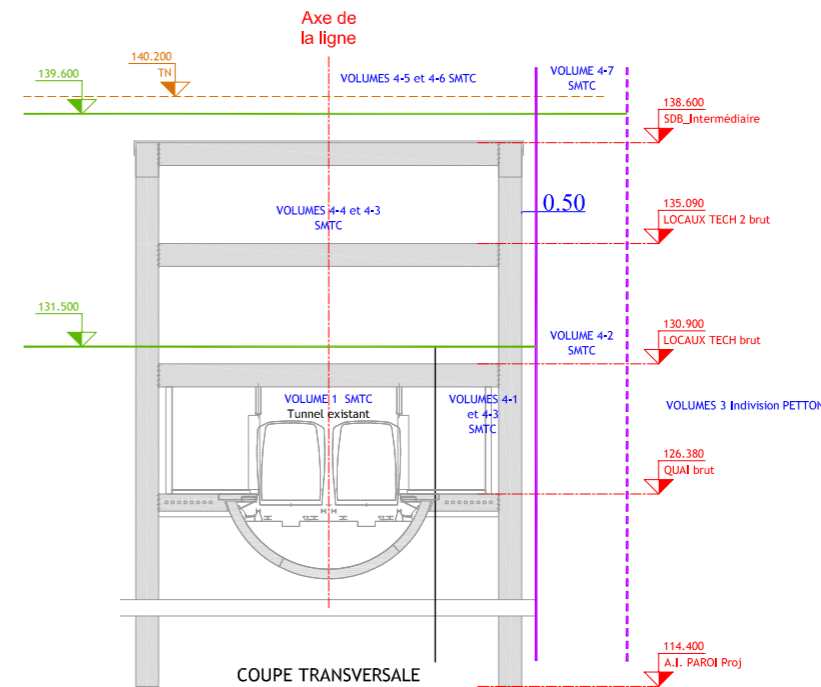 Axe de
la ligne
140.200
TN
139.600
VOLUMES 4-5 et 4-6 SMTC
VOLUME 4-7
SMTC
138.600
SDB_Intermédiaire
VOLUMES 4-4 et 4-3
SMTC
0.50
135.090
LOCAUX TECH 2 brut
131.500
130.900
LOCAUX TECH brut
VOLUME 4-2
SMTC
VOLUME 1 SMTC
Tunnel existant
VOLUMES 4-1
et 4-3
SMTC
VOLUMES 3 Indivision PETTON
126.380
QUAI brut
114.400
A.I. PAROI Proj
COUPE TRANSVERSALE